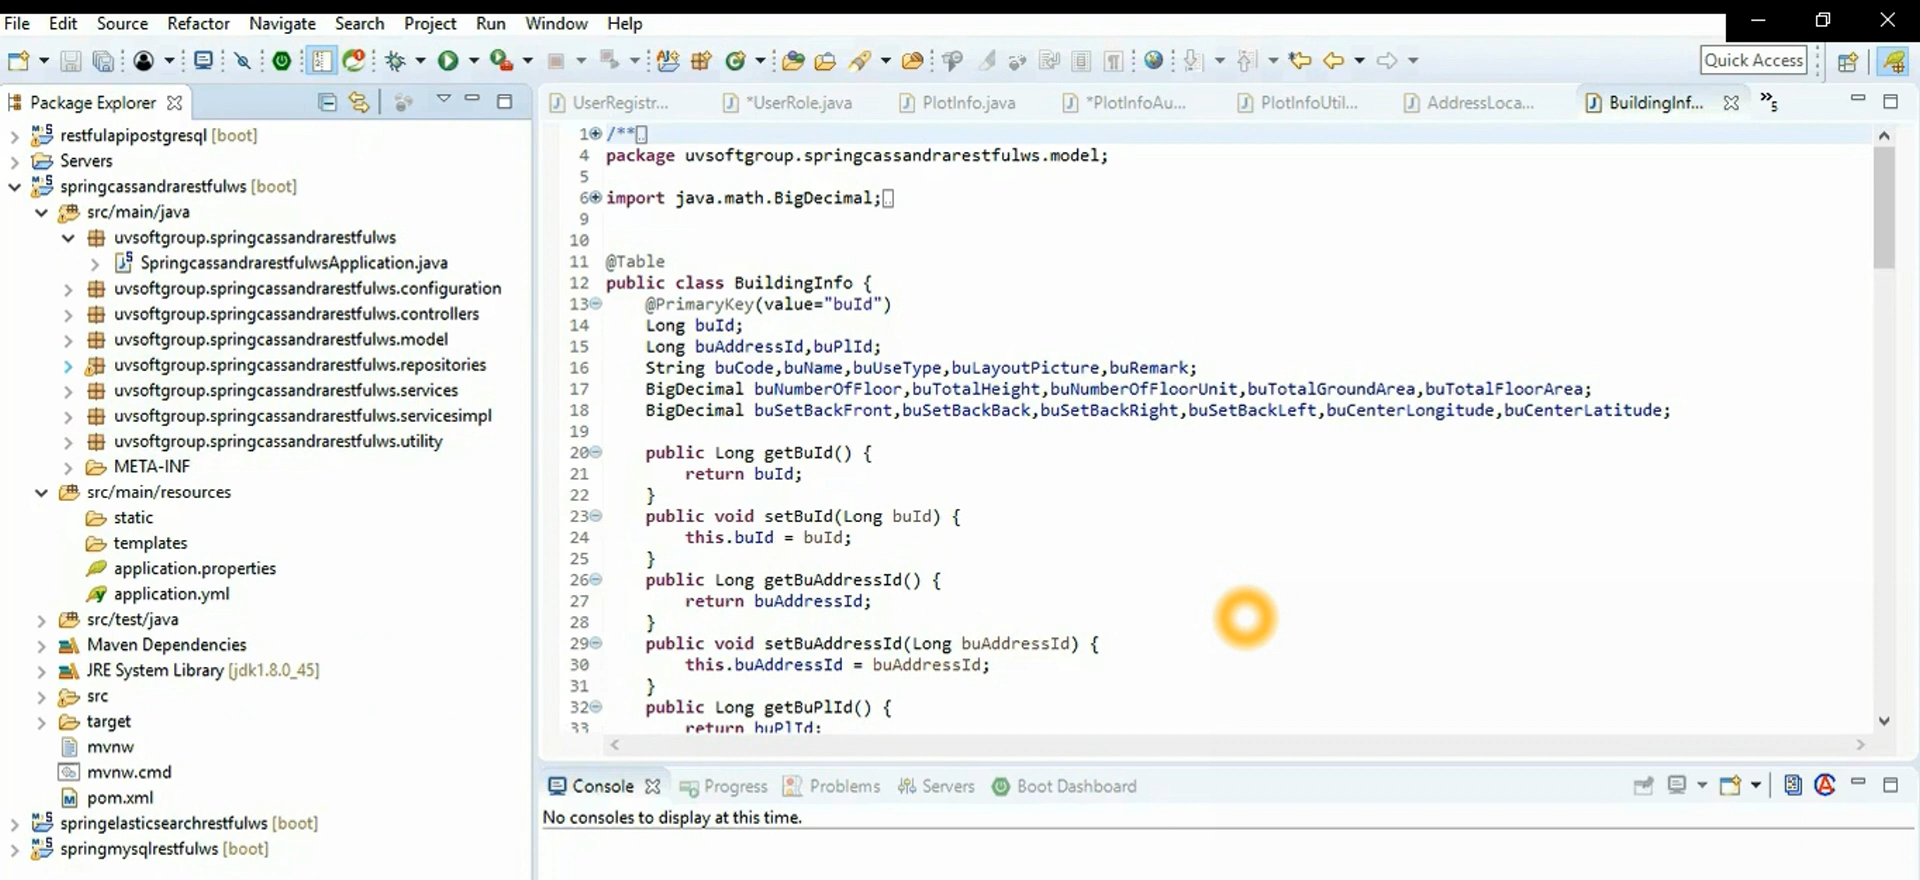 File Edit Source Refactor Navigate Search Project Run Window Help
Quick Access
Package Explorer
restfulapipostgresql [boot]
Servers
springcassandrarestfulws [boot]
src/main/java
uvsoftgroup.springcassandrarestfulws
SpringcassandrarestfulwsApplication.java
uvsoftgroup.springcassandrarestfulws.configuration
uvsoftgroup.springcassandrarestfulws.controllers
uvsoftgroup.springcassandrarestfulws.model
uvsoftgroup.springcassandrarestfulws.repositories
uvsoftgroup.springcassandrarestfulws.services
uvsoftgroup.springcassandrarestfulws.servicesimpl
uvsoftgroup.springcassandrarestfulws.utility
META-INF
src/main/resources
static
templates
application.properties
application.yml
src/test/java
Maven Dependencies
JRE System Library [jdk1.8.0_45]
src
target
mvnw
mvnw.cmd
pom.xml
springelasticsearchrestfulws [boot]
springmysqlrestfulws [boot]
UserRegistr... *UserRole.java PlotInfo.java *PlotInfoAu... PlotInfoUtil... AddressLoca... BuildingInf... »5
1 /**
4 package uvsoftgroup.springcassandrarestfulws.model;
5
6 import java.math.BigDecimal;
9
10
11 @Table
12 public class BuildingInfo {
13 @PrimaryKey(value="buId")
14 Long buId;
15 Long buAddressId,buPlId;
16 String buCode,buName,buUseType,buLayoutPicture,buRemark;
17 BigDecimal buNumberOfFloor,buTotalHeight,buNumberOfFloorUnit,buTotalGroundArea,buTotalFloorArea;
18 BigDecimal buSetBackFront,buSetBackBack,buSetBackRight,buSetBackLeft,buCenterLongitude,buCenterLatitude;
19
20 public Long getBuId() {
21 return buId;
22 }
23 public void setBuId(Long buId) {
24 this.buId = buId;
25 }
26 public Long getBuAddressId() {
27 return buAddressId;
28 }
29 public void setBuAddressId(Long buAddressId) {
30 this.buAddressId = buAddressId;
31 }
32 public Long getBuPlId() {
33 return buPlId;
Console Progress Problems Servers Boot Dashboard
No consoles to display at this time.